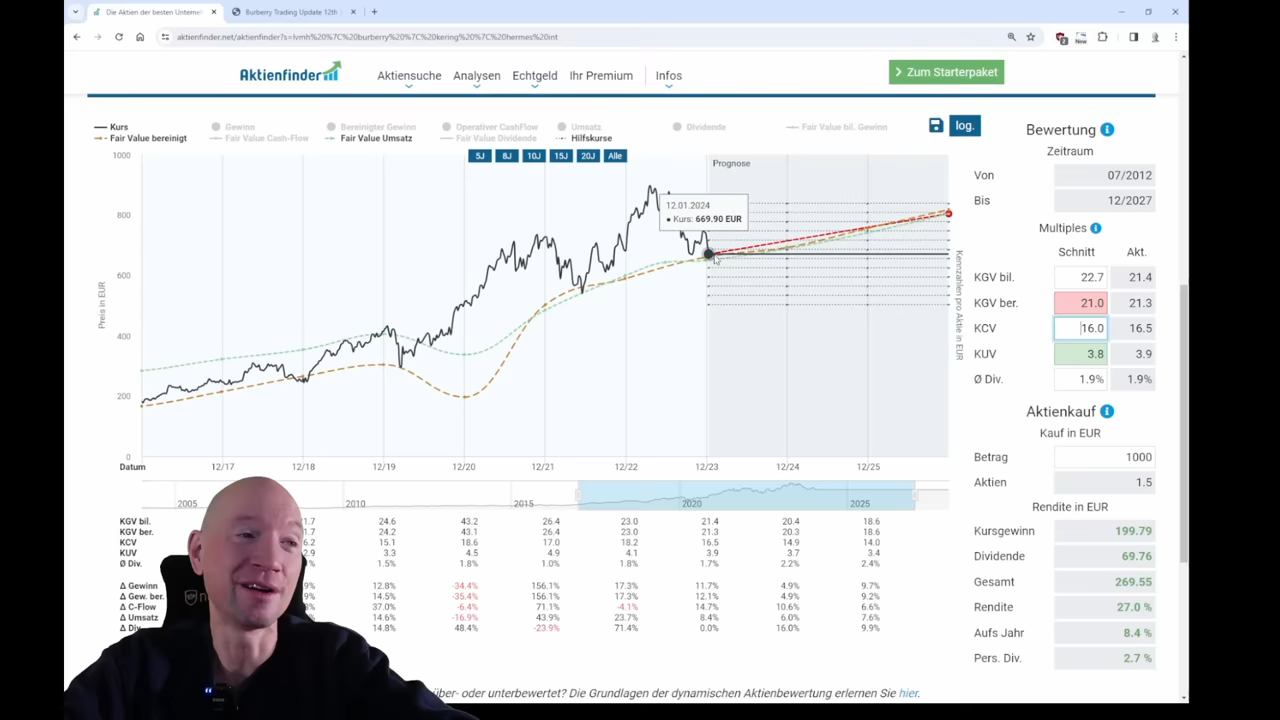 Die Aktien der besten Unterne
Burberry Trading Update 12th
aktienfinder.net/aktienfinder?s=lvmh%20%7C%20burberry%20%7C%20kering%20%7C%20hermes%20int
New
Aktienfinder
Aktiensuche Analysen Echtgeld Ihr Premium Infos
Zum Starterpaket
Kurs Gewinn Bereinigter Gewinn Operativer CashFlow Umsatz Dividende Fair Value bil. Gewinn
Fair Value bereinigt Fair Value Cash-Flow Fair Value Umsatz Fair Value Dividende Hilfskurse
log.
5J 8J 10J 15J 20J Alle
Prognose
1000
800
600
400
200
0
Preis in EUR
12.01.2024
Kurs: 669.90 EUR
Kennzahlen pro Aktie in EUR
Datum 12/17 12/18 12/19 12/20 12/21 12/22 12/23 12/24 12/25
2005 2010 2015 2020 2025
KGV bil. 1.7 24.6 43.2 26.4 23.0 21.4 20.4 18.6
KGV ber. 1.0 24.2 43.1 26.4 23.0 21.3 20.3 18.6
KCV 6.2 15.1 18.6 17.0 18.2 16.5 14.9 14.0
KUV 2.9 3.3 4.5 4.9 4.1 3.9 3.7 3.4
Ø Div. % 1.5% 1.8% 1.0% 1.8% 1.7% 2.2% 2.4%
Δ Gewinn 9% 12.8% -34.4% 156.1% 17.3% 11.7% 4.9% 9.7%
Δ Gew. ber. % 14.5% -35.4% 156.1% 17.3% 12.1% 4.9% 9.2%
Δ C-Flow % 37.0% -6.4% 71.1% -4.1% 14.7% 10.6% 6.6%
Δ Umsatz % 14.6% -16.9% 43.9% 23.7% 8.4% 6.0% 7.6%
Δ Div 14.8% 48.4% -23.9% 71.4% 0.0% 16.0% 9.9%
über- oder unterbewertet? Die Grundlagen der dynamischen Aktienbewertung erlernen Sie hier.
Bewertung
Zeitraum
Von 07/2012
Bis 12/2027
Multiples
Schnitt Akt.
KGV bil. 22.7 21.4
KGV ber. 21.0 21.3
KCV 16.0 16.5
KUV 3.8 3.9
Ø Div. 1.9% 1.9%
Aktienkauf
Kauf in EUR
Betrag 1000
Aktien 1.5
Rendite in EUR
Kursgewinn 199.79
Dividende 69.76
Gesamt 269.55
Rendite 27.0 %
Aufs Jahr 8.4 %
Pers. Div. 2.7 %